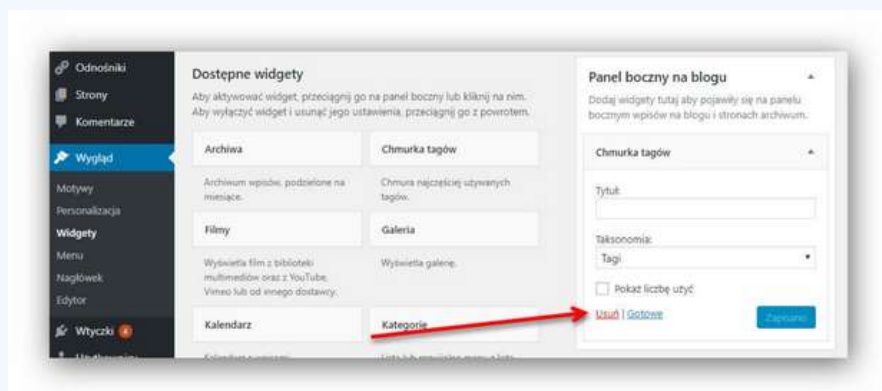 Odnośniki
Strony
Komentarze
Wygląd
Motywy
Personalizacja
Widgety
Menu
Nagłówek
Edytor
Wtyczki
Dostępne widgety
Aby aktywować widget, przeciągnij go na panel boczny lub kliknij na nim.
Aby wyłączyć widget i usunąć jego ustawienia, przeciągnij go z powrotem.
Archiwa
Archiwum wpisów, podzielone na
miesiące.
Chmurka tagów
Chmura najczęściej używanych
tagów.
Filmy
Wyświetla film z biblioteki
multimediów oraz z YouTube,
Vimeo lub od innego dostawcy.
Galeria
Wyświetla galerię.
Kalendarz
Kategorie
Panel boczny na blogu
Dodaj widgety tutaj aby pojawiły się na panelu
bocznym wpisów na blogu i stronach archiwum.
Chmurka tagów
Tytuł:
Taksonomia:
Tagi
Pokaż liczbę użyć
Usuń | Gotowe
Zapisano